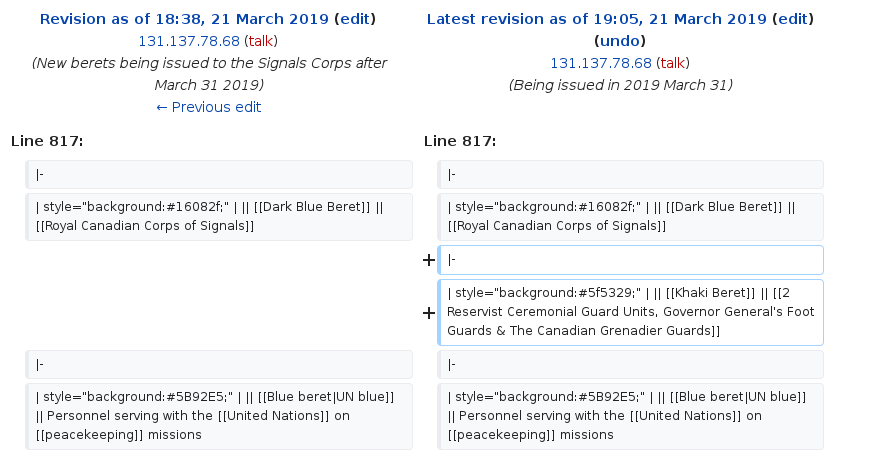 Revision as of 18:38, 21 March 2019 (edit)
131.137.78.68 (talk)
(New berets being issued to the Signals Corps after
March 31 2019)
← Previous edit
Latest revision as of 19:05, 21 March 2019 (edit)
(undo)
131.137.78.68 (talk)
(Being issued in 2019 March 31)
Line 817:
Line 817:
|-
|-
| style="background:#16082f;" | || [[Dark Blue Beret]] ||
[[Royal Canadian Corps of Signals]]
| style="background:#16082f;" | || [[Dark Blue Beret]] ||
[[Royal Canadian Corps of Signals]]
+ |-
+ | style="background:#5f5329;" | || [[Khaki Beret]] || [[2
Reservist Ceremonial Guard Units, Governor General's Foot
Guards & The Canadian Grenadier Guards]]
|-
|-
| style="background:#5B92E5;" | || [[Blue beret|UN blue]]
|| Personnel serving with the [[United Nations]] on
[[peacekeeping]] missions
| style="background:#5B92E5;" | || [[Blue beret|UN blue]]
|| Personnel serving with the [[United Nations]] on
[[peacekeeping]] missions